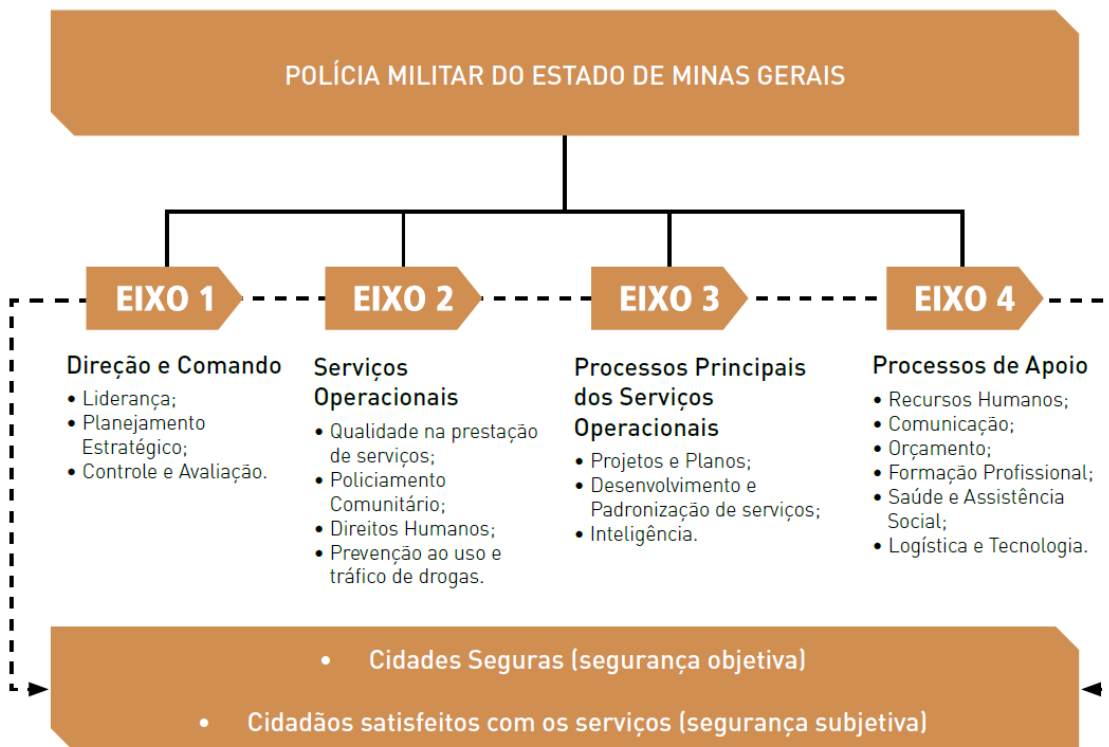 POLÍCIA MILITAR DO ESTADO DE MINAS GERAIS
EIXO 1
Direção e Comando
• Liderança;
• Planejamento
Estratégico;
• Controle e Avaliação.
EIXO 2
Serviços
Operacionais
• Qualidade na prestação
de serviços;
• Policiamento
Comunitário;
• Direitos Humanos;
• Prevenção ao uso e
tráfico de drogas.
EIXO 3
Processos Principais
dos Serviços
Operacionais
• Projetos e Planos;
• Desenvolvimento e
Padronização de serviços;
• Inteligência.
EIXO 4
Processos de Apoio
• Recursos Humanos;
• Comunicação;
• Orçamento;
• Formação Profissional;
• Saúde e Assistência
Social;
• Logística e Tecnologia.
• Cidades Seguras (segurança objetiva)
• Cidadãos satisfeitos com os serviços (segurança subjetiva)